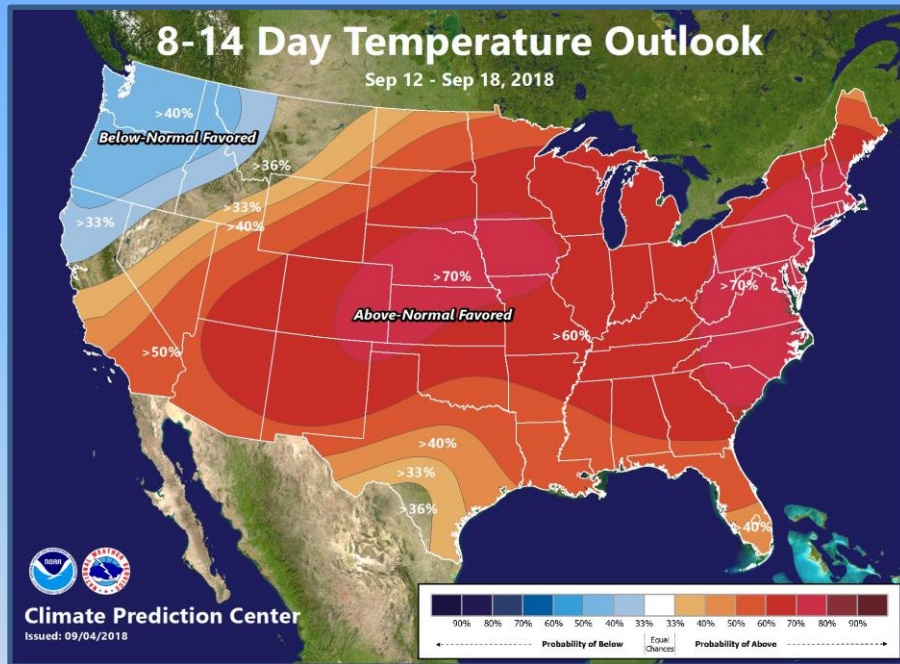 8-14 Day Temperature Outlook
Sep 12 - Sep 18, 2018
>40%
Below-Normal Favored
>36%
>33%
>33%
>40%
>70%
>70%
Above-Normal Favored
>60%
>50%
>40%
>33%
>36%
>40%
NOAA
Climate Prediction Center
Issued: 09/04/2018
90% 80% 70% 60% 50% 40% 33% 33% 40% 50% 60% 70% 80% 90%
Probability of Below
Equal
Chances
Probability of Above